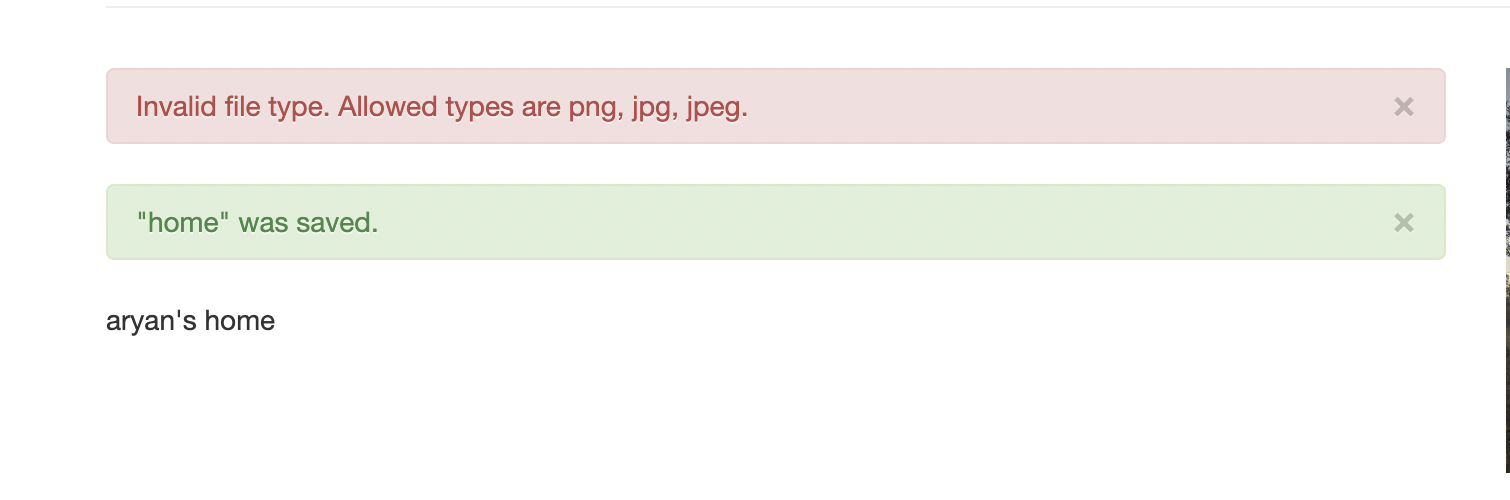 Invalid file type. Allowed types are png, jpg, jpeg. ×
"home" was saved. ×
aryan's home